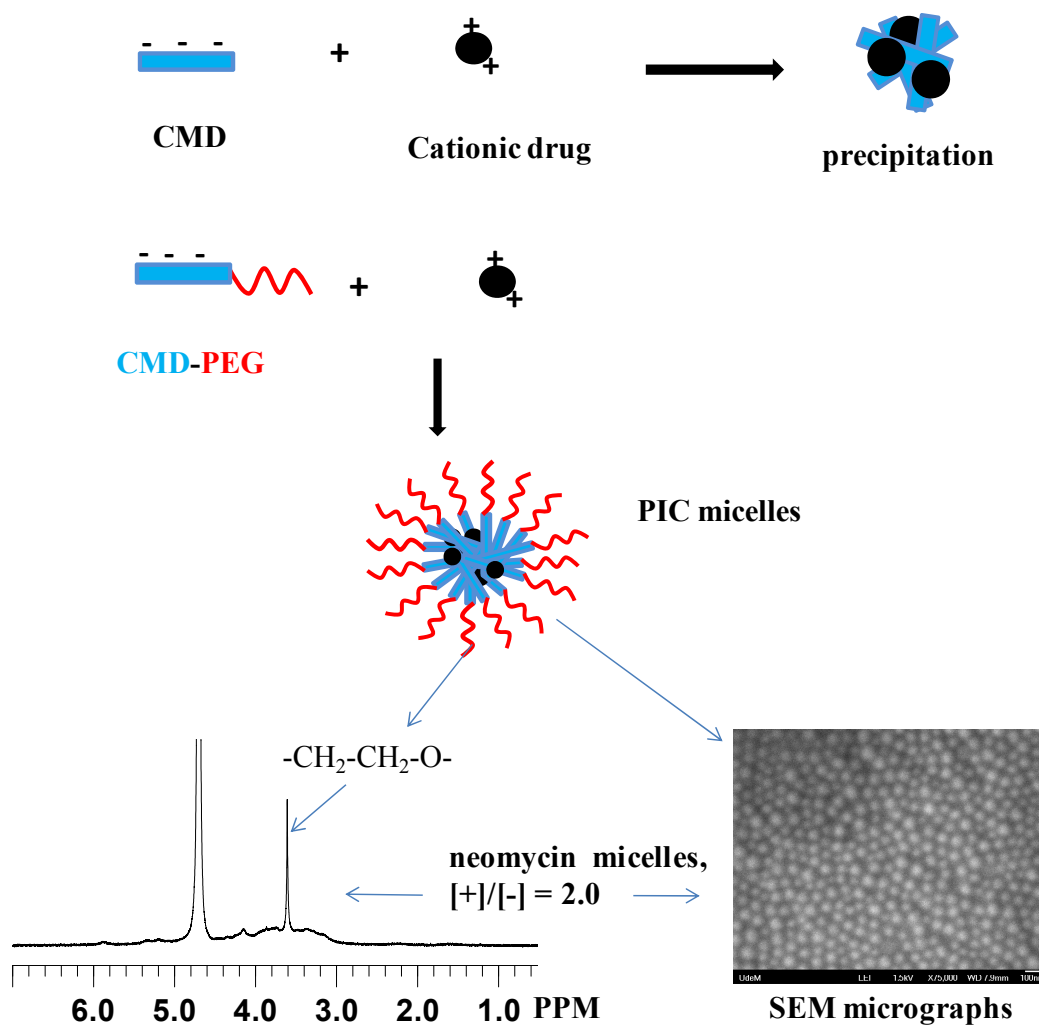 - - -
+
+
+
CMD
Cationic drug
precipitation
- - -
+
+
+
CMD-PEG
PIC micelles
-CH₂-CH₂-O-
neomycin micelles,
[+]/[-] = 2.0
6.0 5.0 4.0 3.0 2.0 1.0 PPM
UdeM LEI 1.5kV X75,000 WD 7.9mm 100n
SEM micrographs